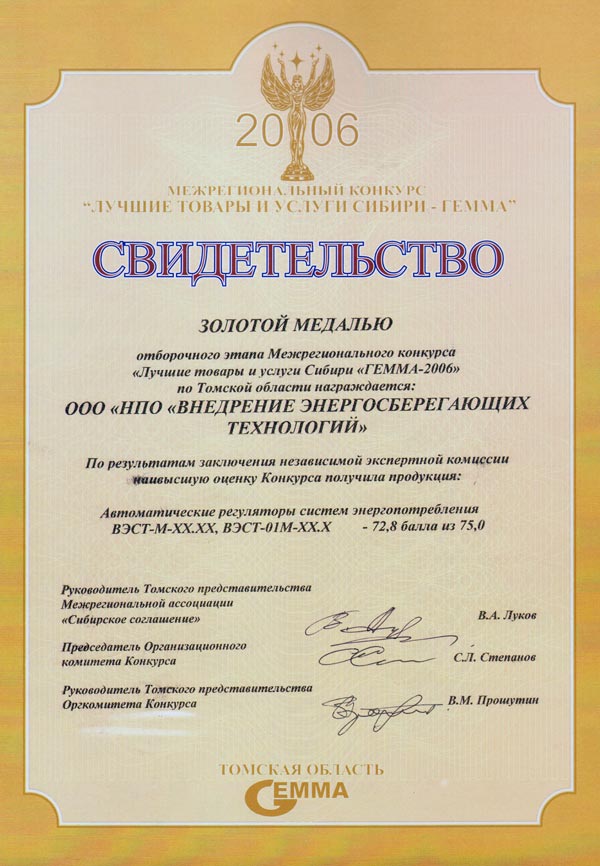 2006
МЕЖРЕГИОНАЛЬНЫЙ КОНКУРС
“ЛУЧШИЕ ТОВАРЫ И УСЛУГИ СИБИРИ - ГЕММА”
СВИДЕТЕЛЬСТВО
ЗОЛОТОЙ МЕДАЛЬЮ
отборочного этапа Межрегионального конкурса
«Лучшие товары и услуги Сибири «ГЕММА-2006»
по Томской области награждается:
ООО «НПО «ВНЕДРЕНИЕ ЭНЕРГОСБЕРЕГАЮЩИХ
ТЕХНОЛОГИЙ»
По результатам заключения независимой экспертной комиссии
наивысшую оценку Конкурса получила продукция:
Автоматические регуляторы систем энергопотребления
ВЭСТ-М-ХХ.ХХ, ВЭСТ-01М-ХХ.Х - 72,8 балла из 75,0
Руководитель Томского представительства
Межрегиональной ассоциации
«Сибирское соглашение» В.А. Луков
Председатель Организационного
комитета Конкурса С.Л. Степанов
Руководитель Томского представительства
Оргкомитета Конкурса В.М. Прошутин
ТОМСКАЯ ОБЛАСТЬ
GЕММА